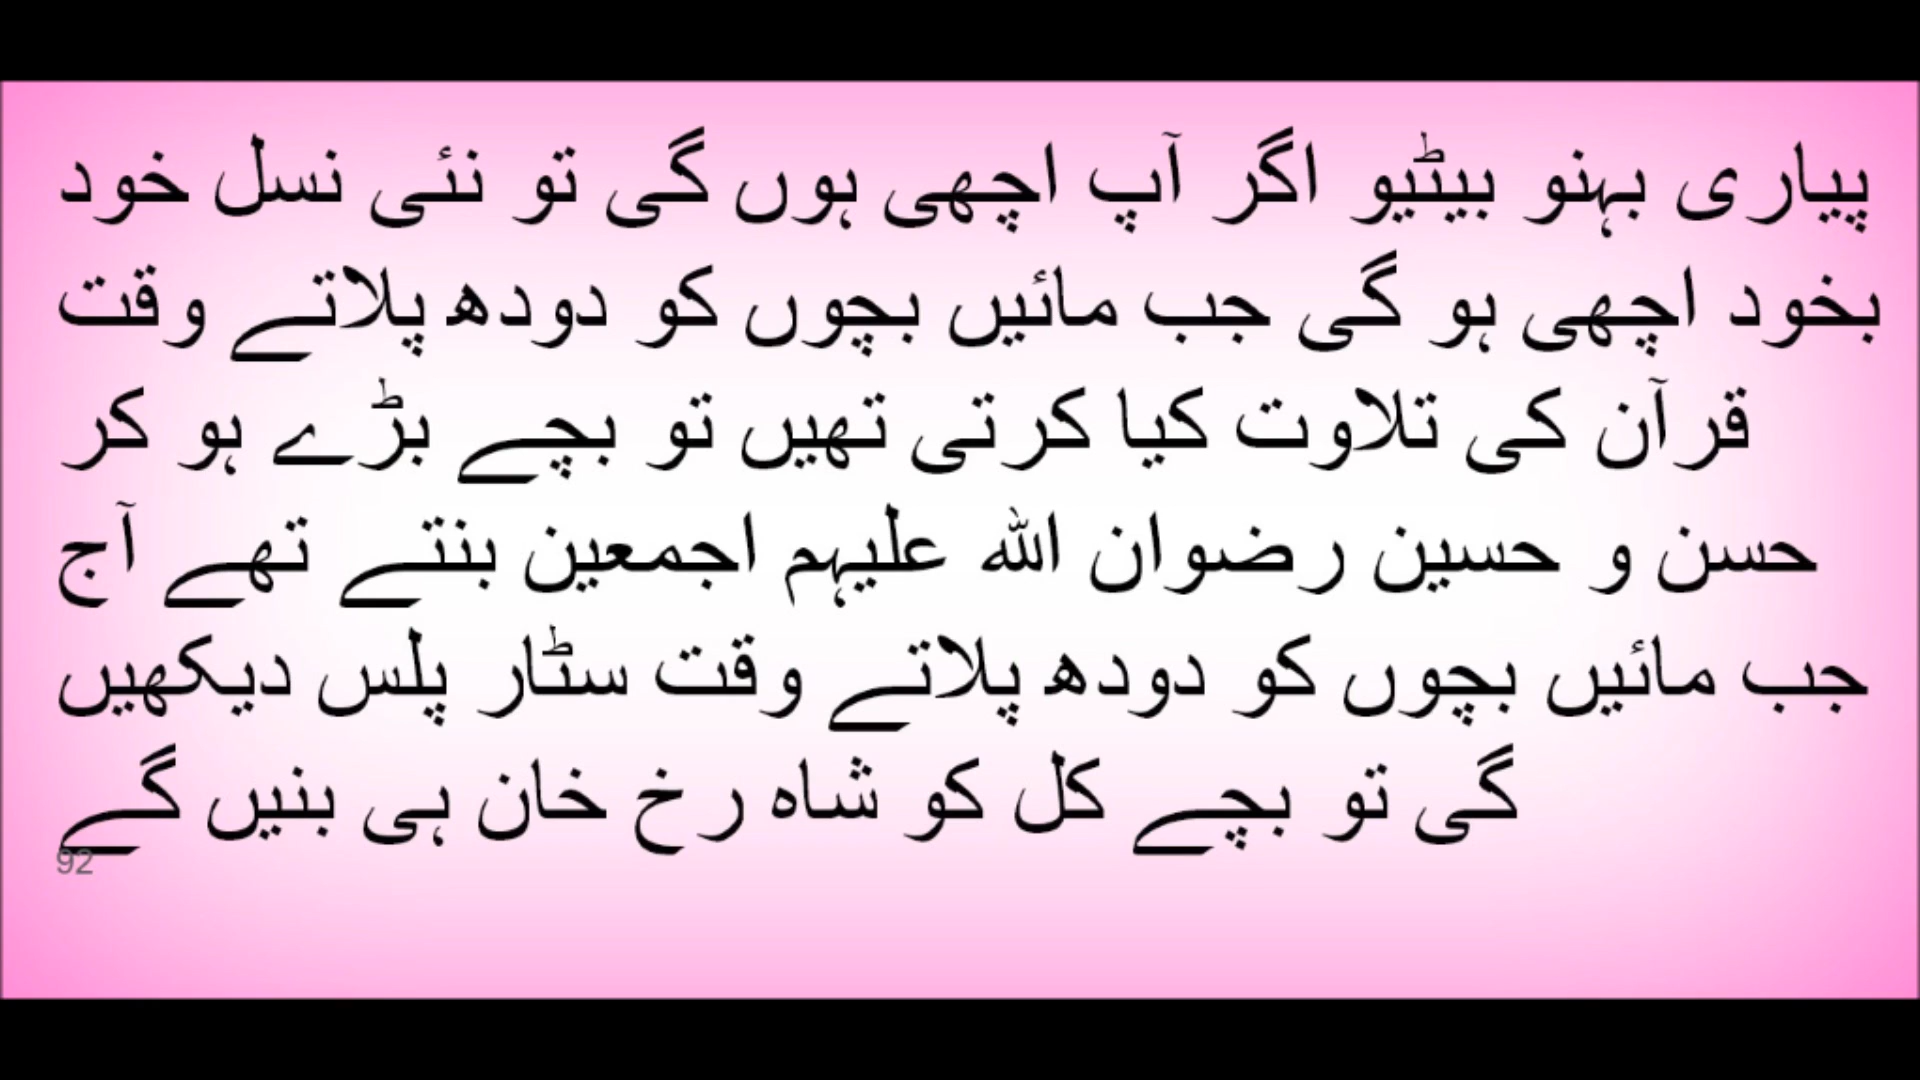 پیاری بہنو بیٹیو اگر آپ اچھی ہوں گی تو نئی نسل خود
بخود اچھی ہو گی جب مائیں بچوں کو دودھ پلاتے وقت
قرآن کی تلاوت کیا کرتی تھیں تو بچے بڑے ہو کر
حسن و حسین رضوان اللہ علیہم اجمعین بنتے تھے آج
جب مائیں بچوں کو دودھ پلاتے وقت سٹار پلس دیکھیں
گی تو بچے کل کو شاہ رخ خان ہی بنیں گے
92